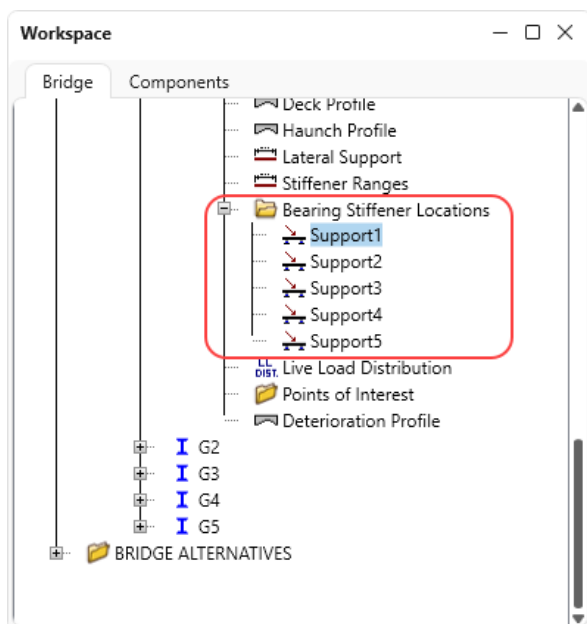 Workspace
Bridge
Components
Deck Profile
Haunch Profile
Lateral Support
Stiffener Ranges
Bearing Stiffener Locations
Support1
Support2
Support3
Support4
Support5
LL DIST. Live Load Distribution
Points of Interest
Deterioration Profile
G2
G3
G4
G5
BRIDGE ALTERNATIVES